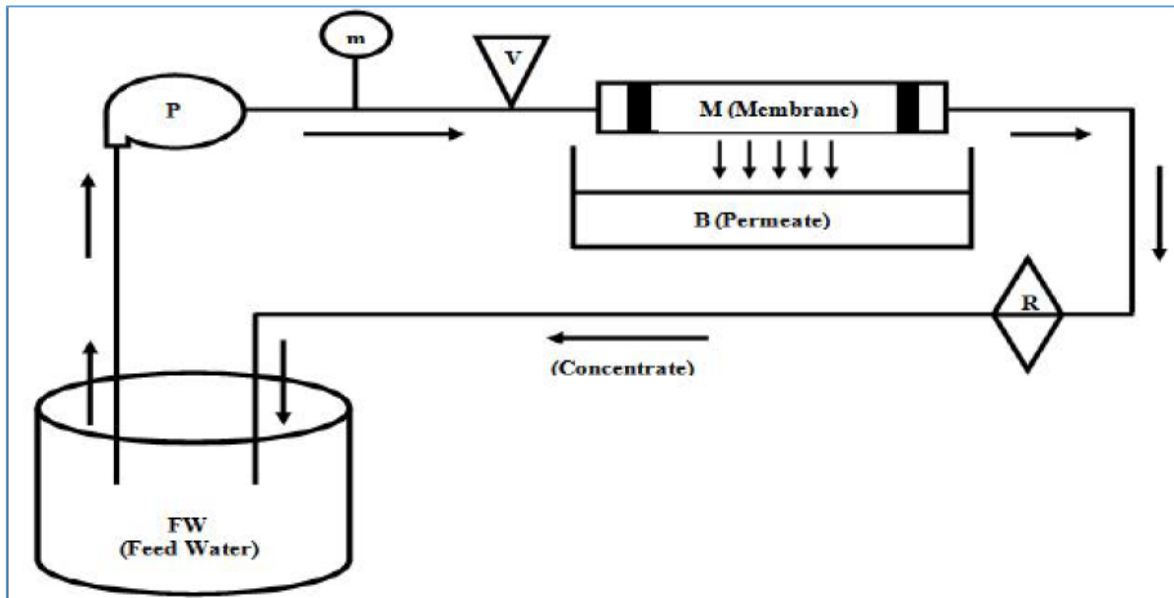 m
V
P
M (Membrane)
B (Permeate)
R
(Concentrate)
FW
(Feed Water)